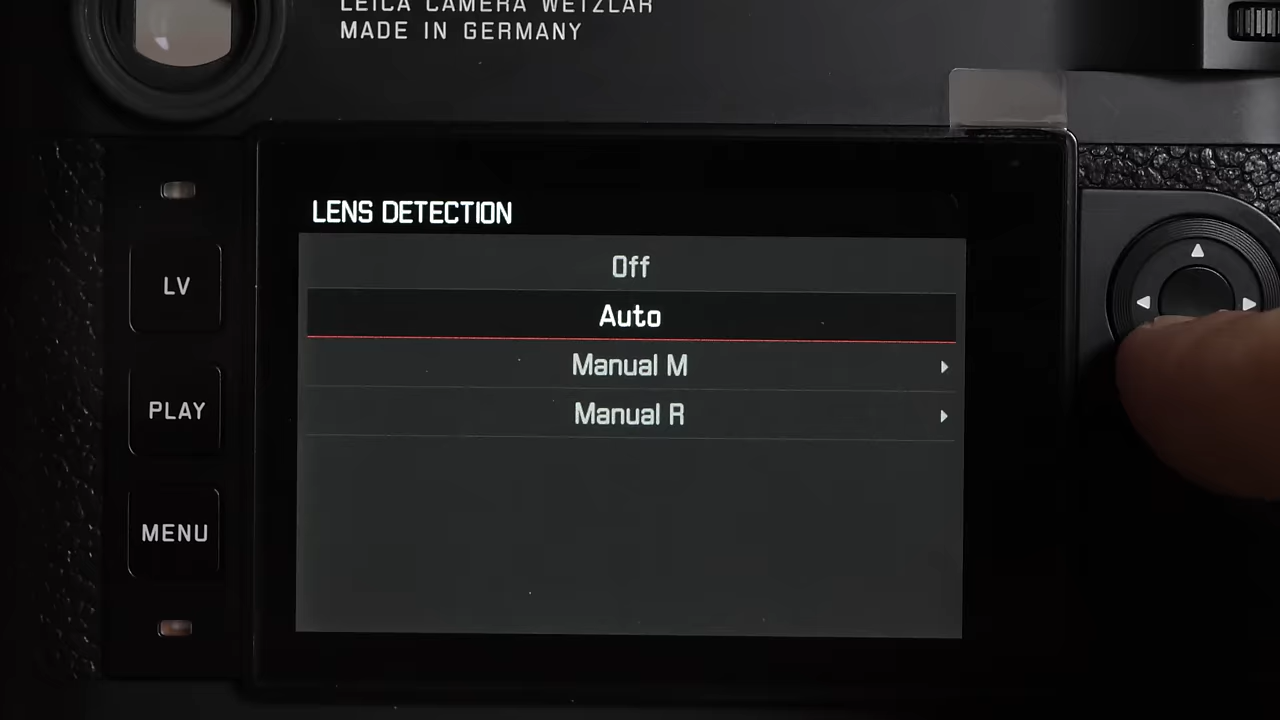 LEICA CAMERA WETZLAR
MADE IN GERMANY
LENS DETECTION
Off
Auto
Manual M
Manual R
LV
PLAY
MENU